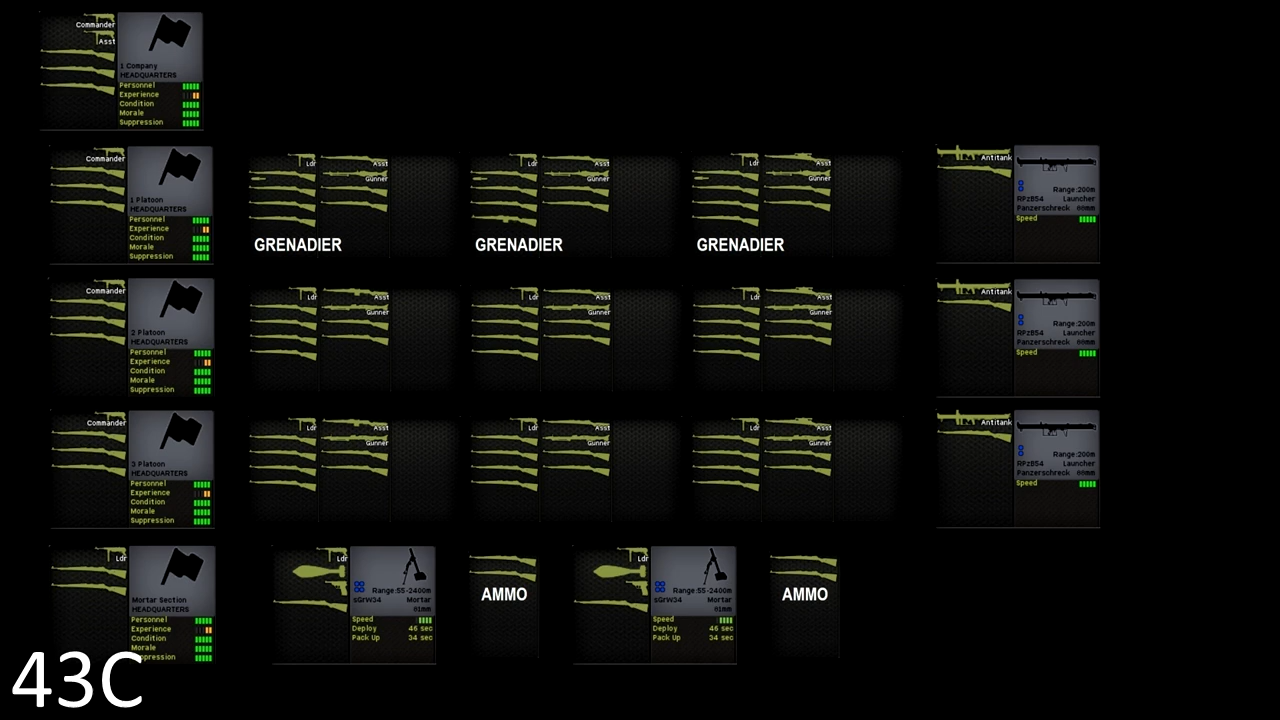 Commander
Asst
1 Company
HEADQUARTERS
Personnel
Experience
Condition
Morale
Suppression
Commander
1 Platoon
HEADQUARTERS
Personnel
Experience
Condition
Morale
Suppression
Ldr
Asst
Gunner
GRENADIER
Ldr
Asst
Gunner
GRENADIER
Ldr
Asst
Gunner
GRENADIER
Antitank
Range:200m
RPzB54 Launcher
Panzerschreck 88mm
Speed
Commander
2 Platoon
HEADQUARTERS
Personnel
Experience
Condition
Morale
Suppression
Ldr
Asst
Gunner
Ldr
Asst
Gunner
Ldr
Asst
Gunner
Antitank
Range:200m
RPzB54 Launcher
Panzerschreck 88mm
Speed
Commander
3 Platoon
HEADQUARTERS
Personnel
Experience
Condition
Morale
Suppression
Ldr
Asst
Gunner
Ldr
Asst
Gunner
Ldr
Asst
Gunner
Antitank
Range:200m
RPzB54 Launcher
Panzerschreck 88mm
Speed
Ldr
Mortar Section
HEADQUARTERS
Personnel
Experience
Condition
Morale
Ldr
Range:55-2400m
sGrW34 Mortar
81mm
Speed
Deploy 46 sec
Pack Up 34 sec
AMMO
Ldr
Range:55-2400m
sGrW34 Mortar
81mm
Speed
Deploy 46 sec
Pack Up 34 sec
AMMO
43C